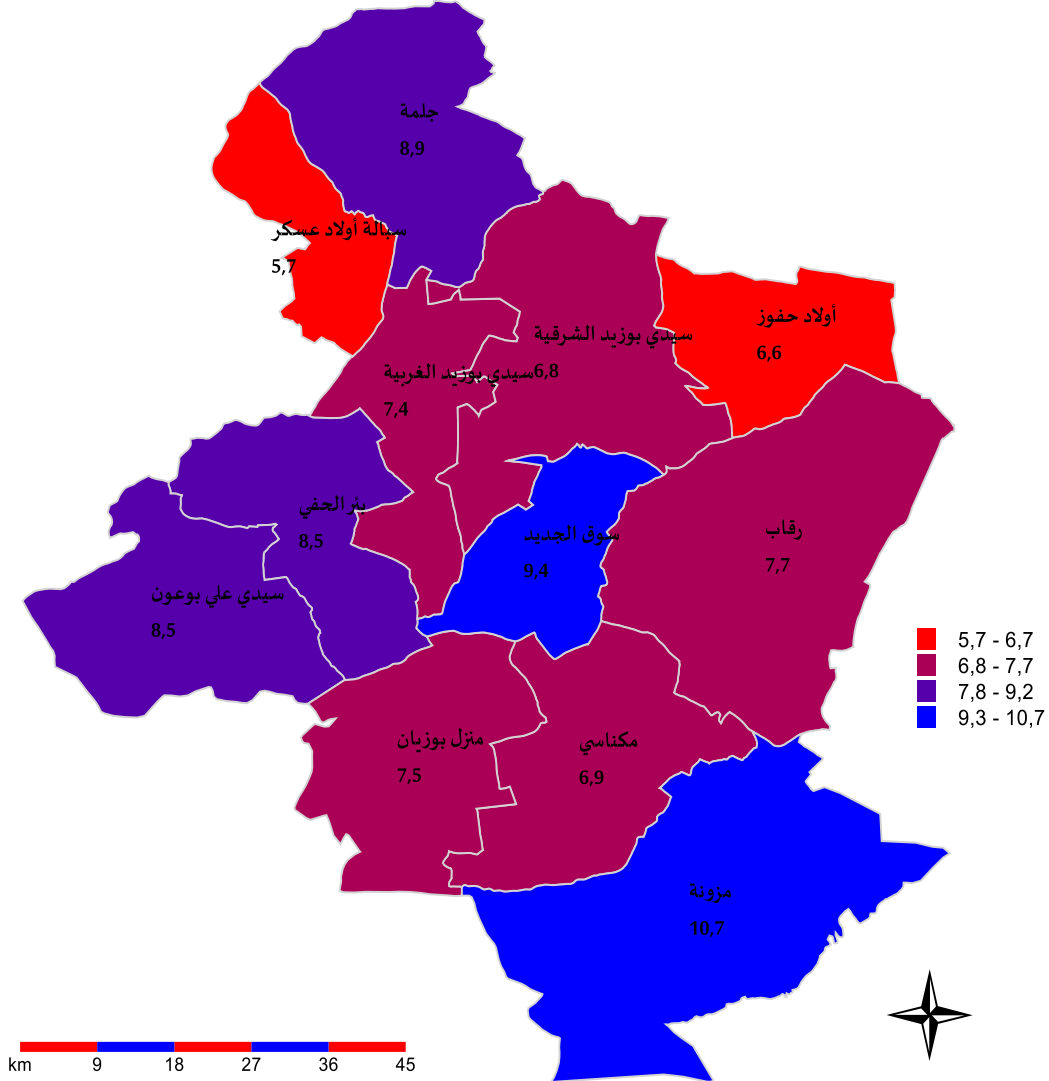 جلمة
8,9
سبالة أولاد عسكر
5,7
أولاد حفوز
6,6
سيدي بوزيد الشرقية
6,8
سيدي بوزيد الغربية
7,4
بئر الحفي
8,5
سوق الجديد
9,4
رقاب
7,7
سيدي علي بوعون
8,5
5,7 - 6,7
6,8 - 7,7
7,8 - 9,2
9,3 - 10,7
منزل بوزيان
7,5
مكناسي
6,9
مزونة
10,7
km 9 18 27 36 45